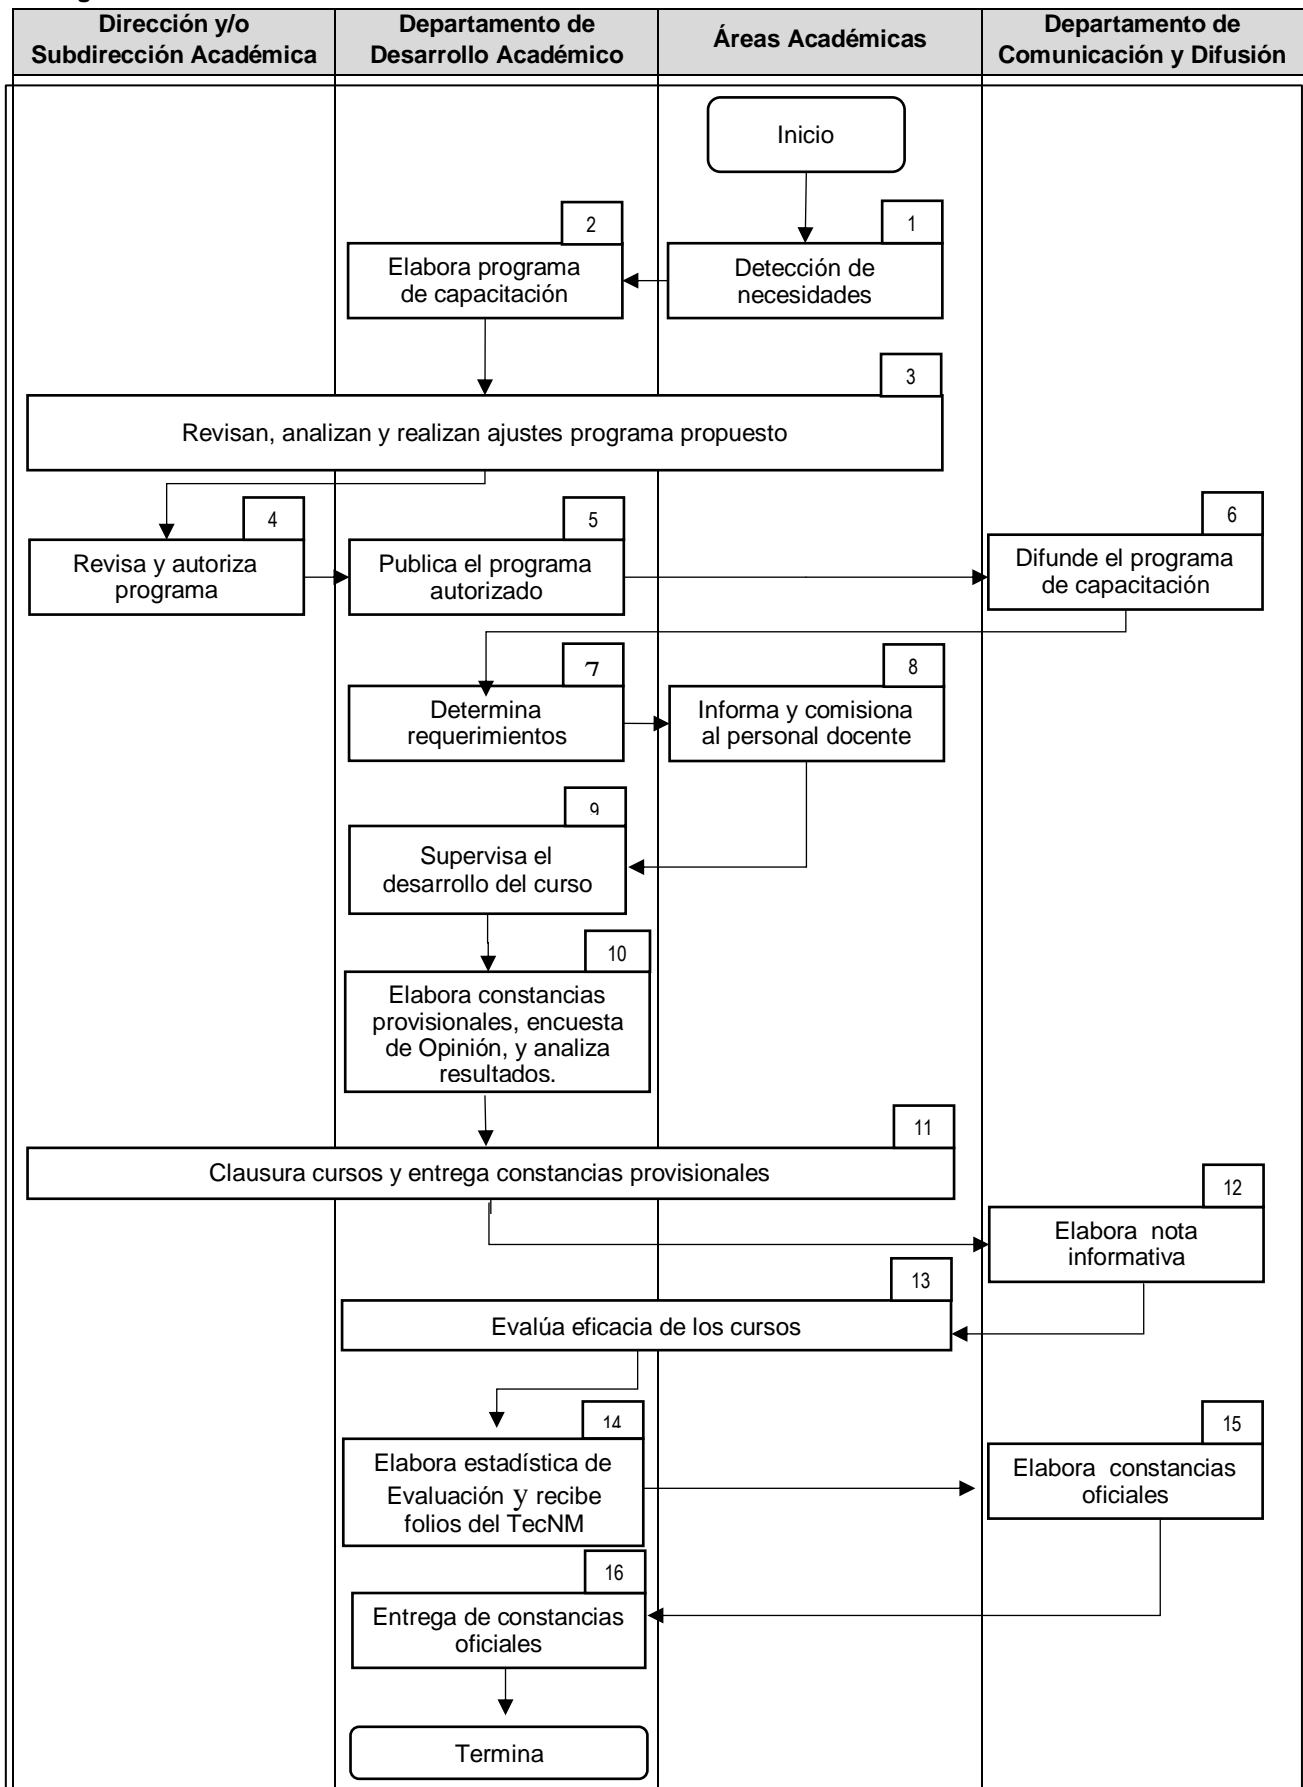 Dirección y/o
Subdirección Académica
Departamento de
Desarrollo Académico
Áreas Académicas
Departamento de
Comunicación y Difusión
Inicio
1
Detección de
necesidades
2
Elabora programa
de capacitación
3
Revisan, analizan y realizan ajustes programa propuesto
4
Revisa y autoriza
programa
5
Publica el programa
autorizado
6
Difunde el programa
de capacitación
7
Determina
requerimientos
8
Informa y comisiona
al personal docente
9
Supervisa el
desarrollo del curso
10
Elabora constancias
provisionales, encuesta
de Opinión, y analiza
resultados.
11
Clausura cursos y entrega constancias provisionales
12
Elabora nota
informativa
13
Evalúa eficacia de los cursos
14
Elabora estadística de
Evaluación y recibe
folios del TecNM
15
Elabora constancias
oficiales
16
Entrega de constancias
oficiales
Termina